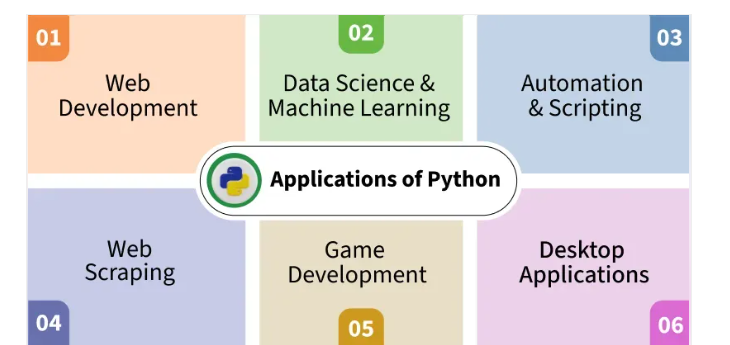 01
Web
Development
02
Data Science &
Machine Learning
03
Automation
& Scripting
Applications of Python
Web
Scraping
04
Game
Development
05
Desktop
Applications
06